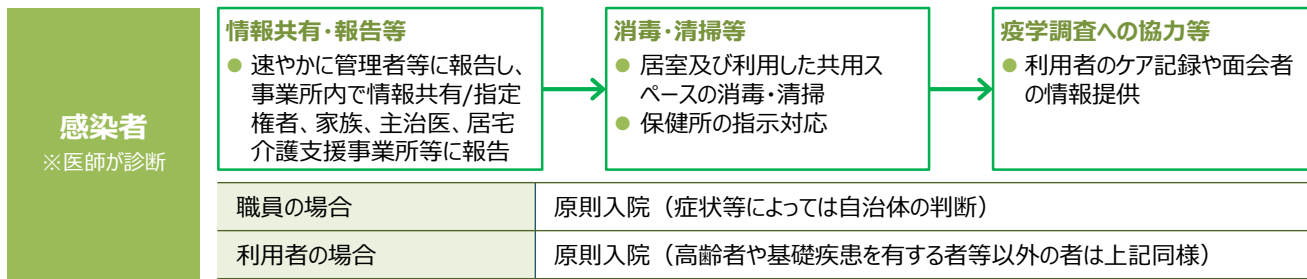 感染者
※医師が診断
情報共有・報告等
● 速やかに管理者等に報告し、
事業所内で情報共有/指定
権者、家族、主治医、居宅
介護支援事業所等に報告
消毒・清掃等
● 居室及び利用した共用ス
ペースの消毒・清掃
● 保健所の指示対応
疫学調査への協力等
● 利用者のケア記録や面会者
の情報提供
職員の場合 原則入院（症状等によっては自治体の判断）
利用者の場合 原則入院（高齢者や基礎疾患を有する者等以外の者は上記同様）